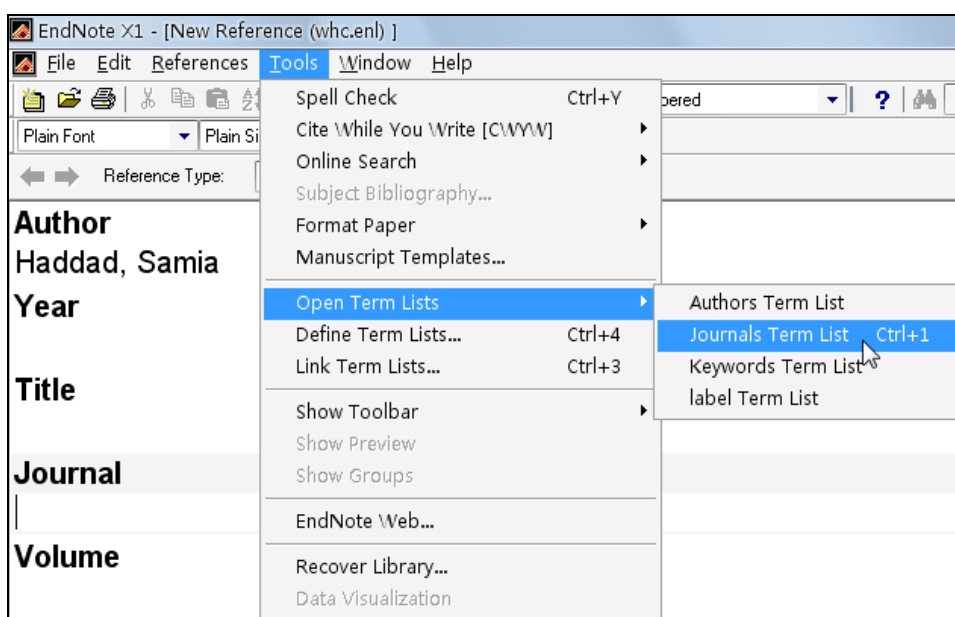 EndNote X1 - [New Reference (whc.enl) ]
File Edit References Tools Window Help
Plain Font Plain Si
Reference Type:
Author
Haddad, Samia
Year
Title
Journal
Volume
Spell Check Ctrl+Y
Cite While You Write [CWYW]
Online Search
Subject Bibliography...
Format Paper
Manuscript Templates...
Open Term Lists
Define Term Lists... Ctrl+4
Link Term Lists... Ctrl+3
Show Toolbar
Show Preview
Show Groups
EndNote Web...
Recover Library...
Data Visualization
Authors Term List
Journals Term List Ctrl+1
Keywords Term List
label Term List